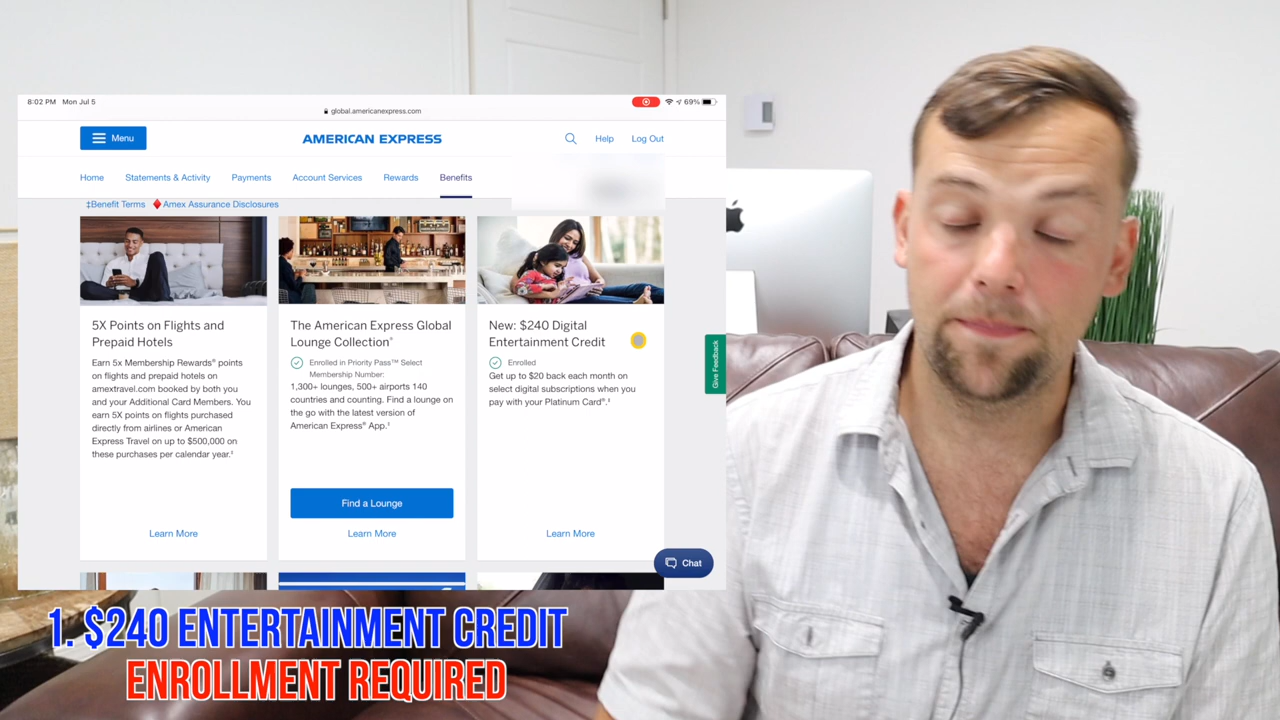 8:02 PM Mon Jul 5
global.americanexpress.com
69%
Menu
AMERICAN EXPRESS
Help
Log Out
Home
Statements & Activity
Payments
Account Services
Rewards
Benefits
‡Benefit Terms
Amex Assurance Disclosures
5X Points on Flights and
Prepaid Hotels
Earn 5x Membership Rewards® points
on flights and prepaid hotels on
amextravel.com booked by both you
and your Additional Card Members. You
earn 5X points on flights purchased
directly from airlines or American
Express Travel on up to $500,000 on
these purchases per calendar year.‡
Learn More
The American Express Global
Lounge Collection®
Enrolled in Priority Pass™ Select
Membership Number:
1,300+ lounges, 500+ airports 140
countries and counting. Find a lounge on
the go with the latest version of
American Express® App.‡
Find a Lounge
Learn More
New: $240 Digital
Entertainment Credit
Enrolled
Get up to $20 back each month on
select digital subscriptions when you
pay with your Platinum Card®.‡
Learn More
Give Feedback
Chat
1. $240 ENTERTAINMENT CREDIT
ENROLLMENT REQUIRED